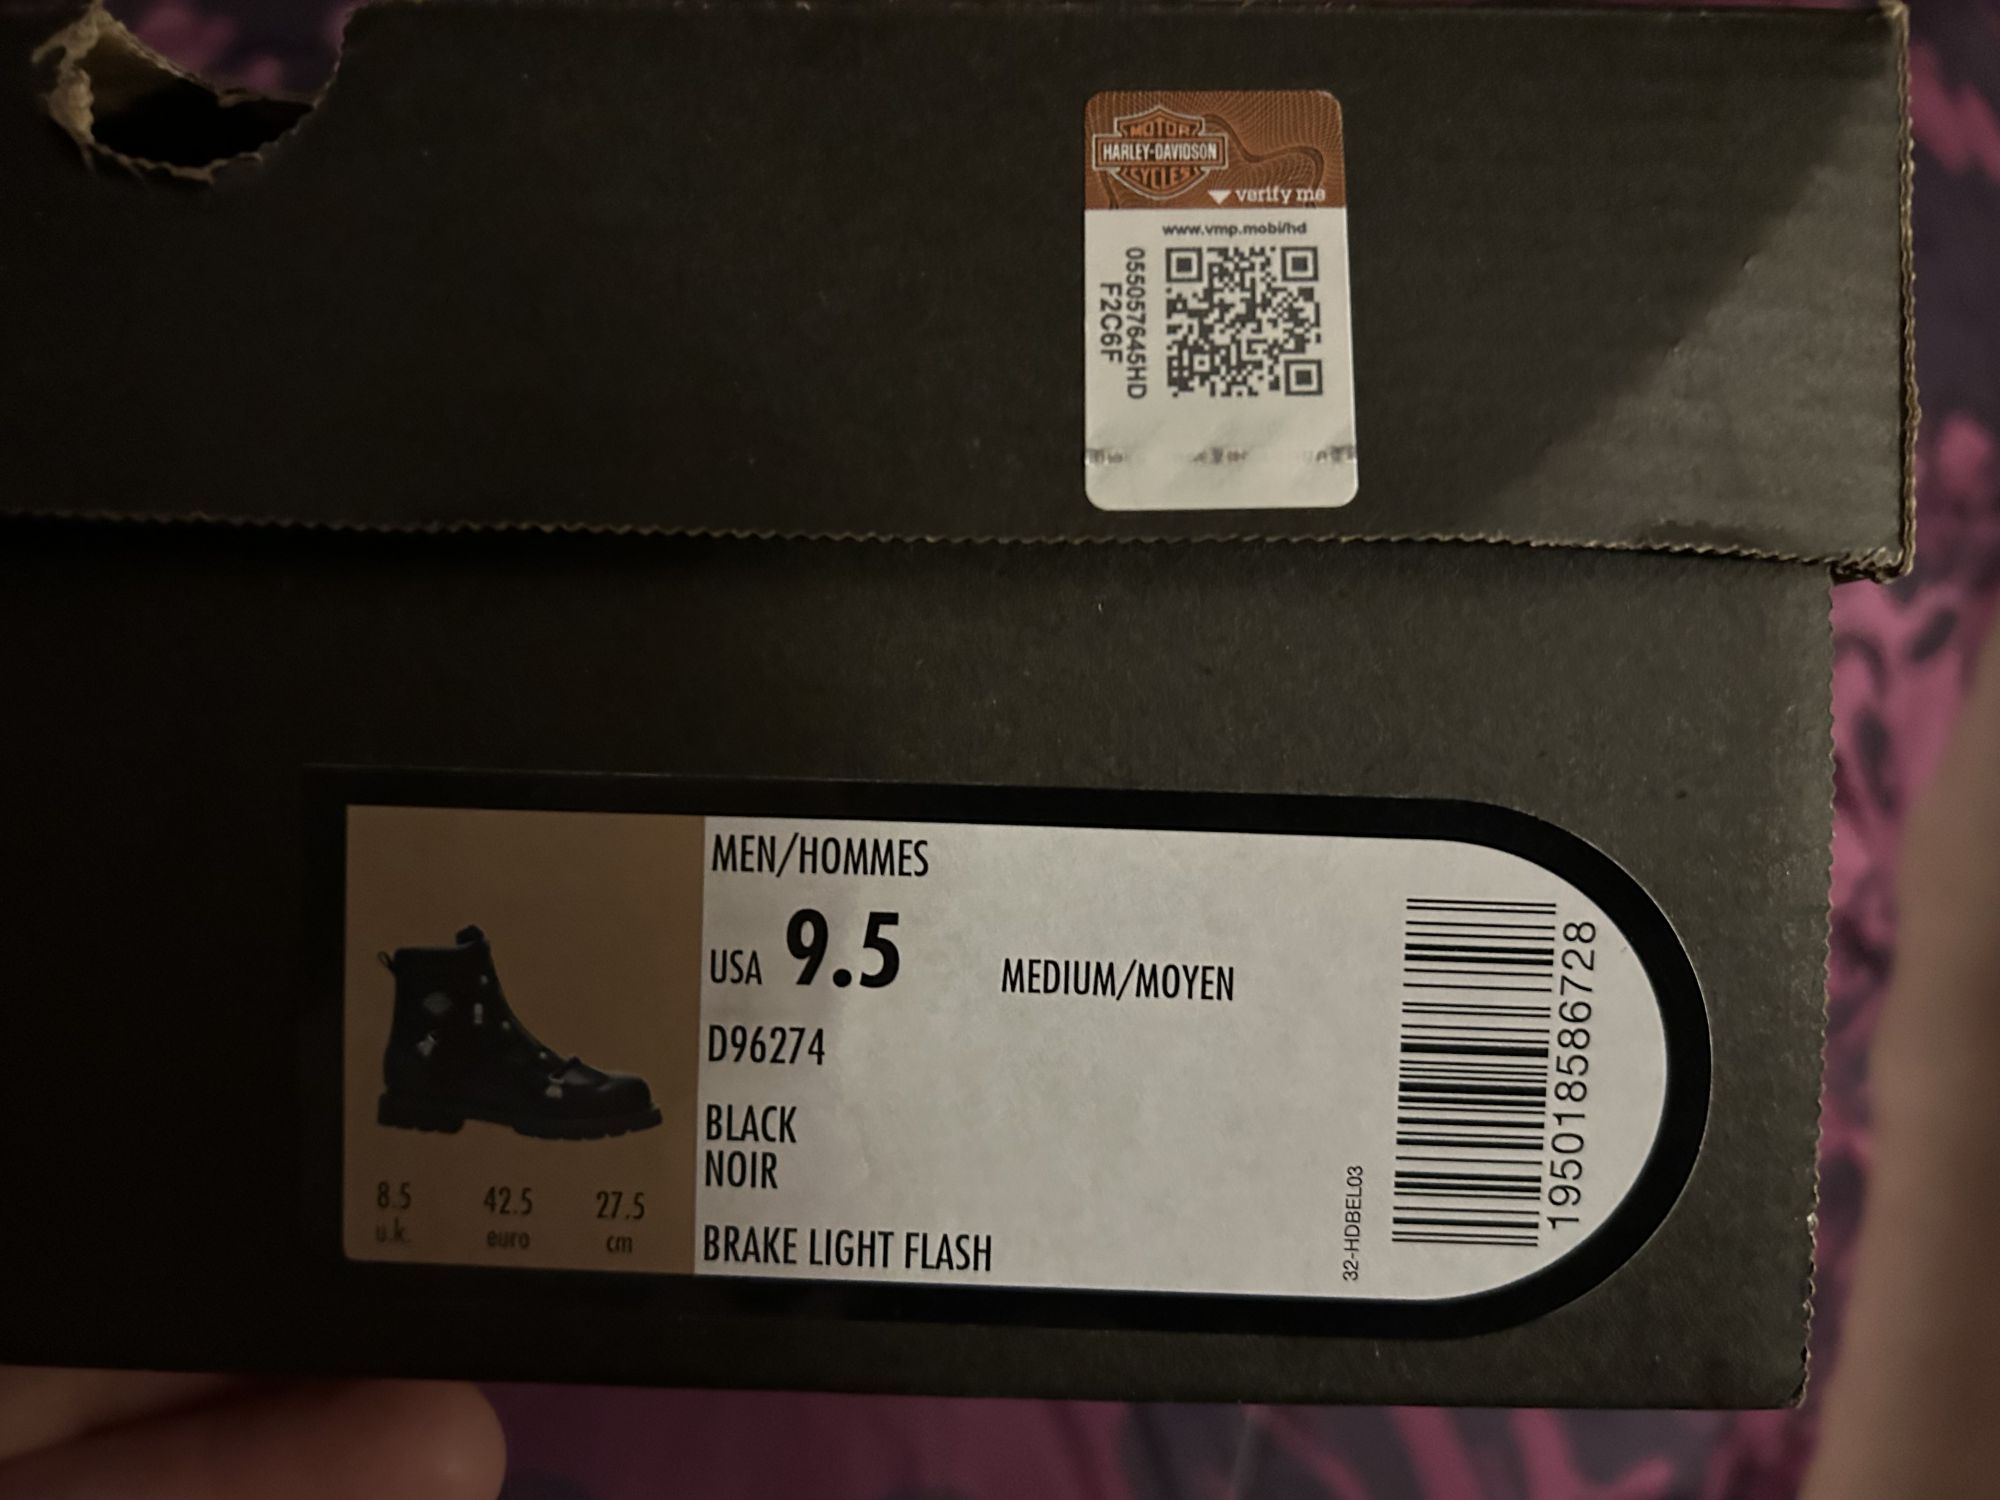 MOTOR
HARLEY-DAVIDSON
CYCLES
verify me
www.vmp.mobi/hd
055057645HD
F2C6F
MEN/HOMMES
USA 9.5 MEDIUM/MOYEN
D96274
BLACK
NOIR
BRAKE LIGHT FLASH
8.5 42.5 27.5
u.k. euro cm
32-HDBEL03
195018586728